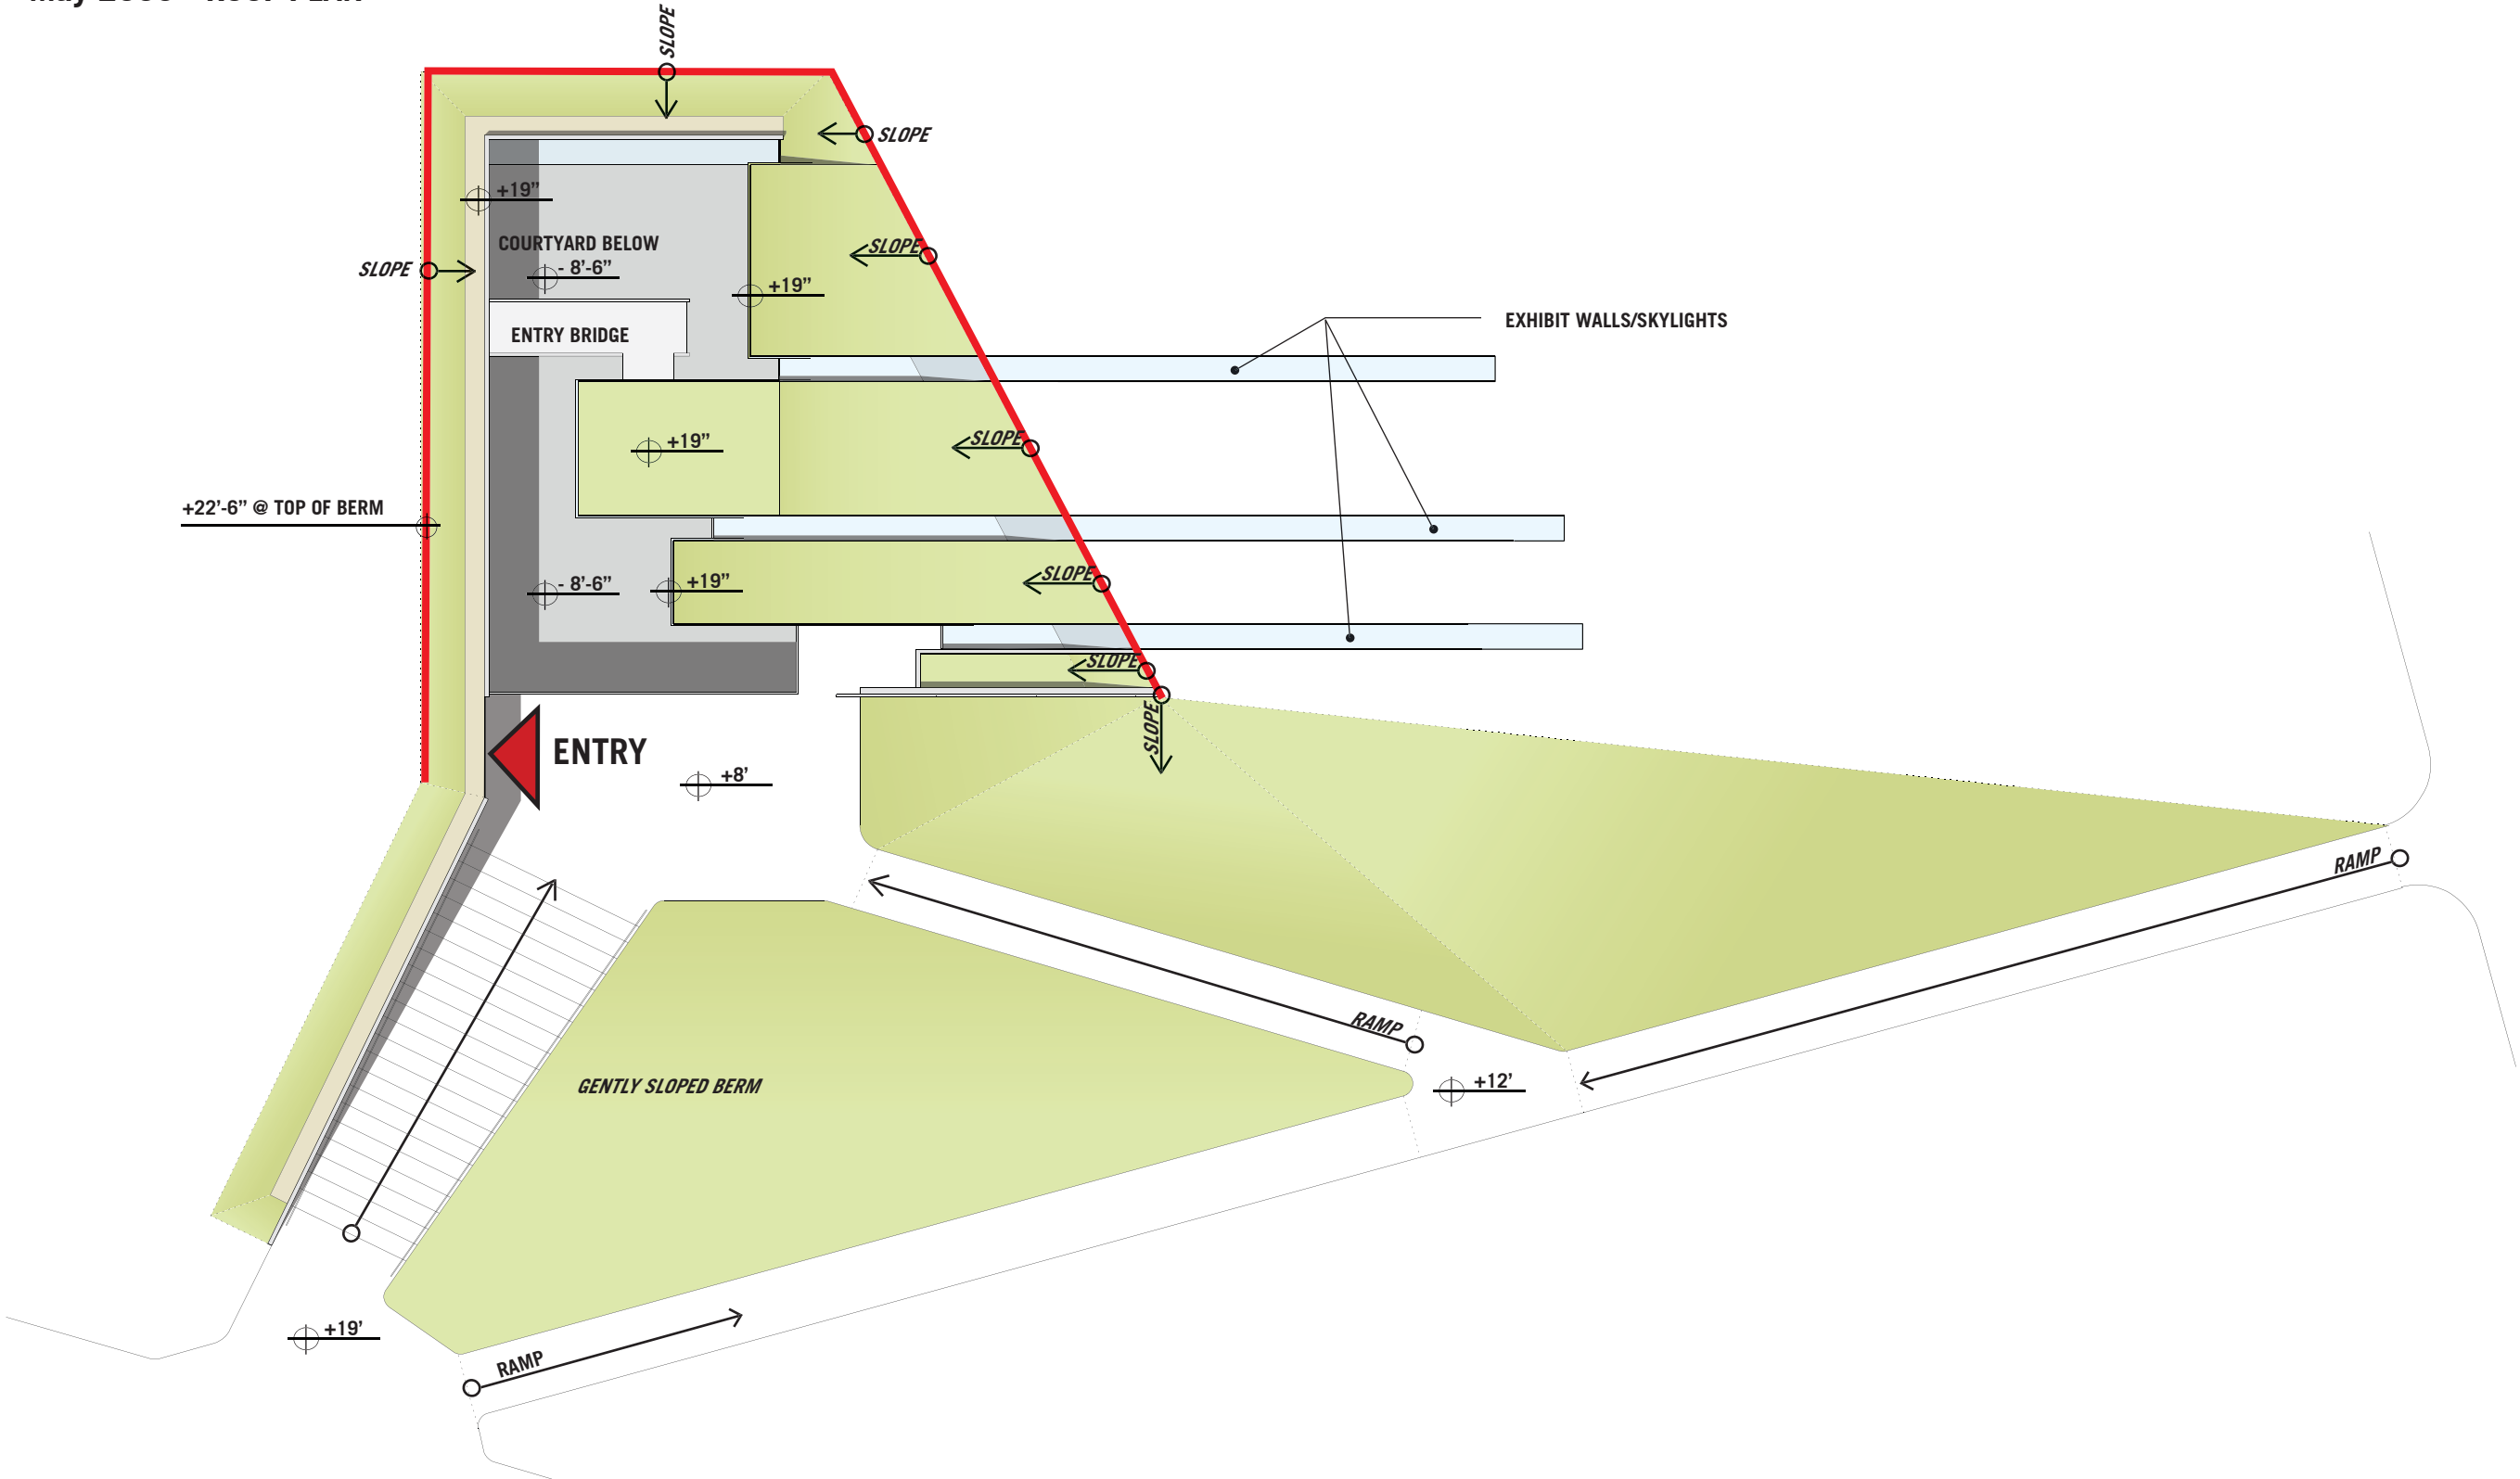 SLOPE
SLOPE
+19”
COURTYARD BELOW
- 8’-6”
SLOPE
SLOPE
+19”
ENTRY BRIDGE
EXHIBIT WALLS/SKYLIGHTS
+19”
SLOPE
+22’-6” @ TOP OF BERM
- 8’-6”
+19”
SLOPE
SLOPE
SLOPE
ENTRY
+8’
RAMP
RAMP
GENTLY SLOPED BERM
+12’
+19’
RAMP